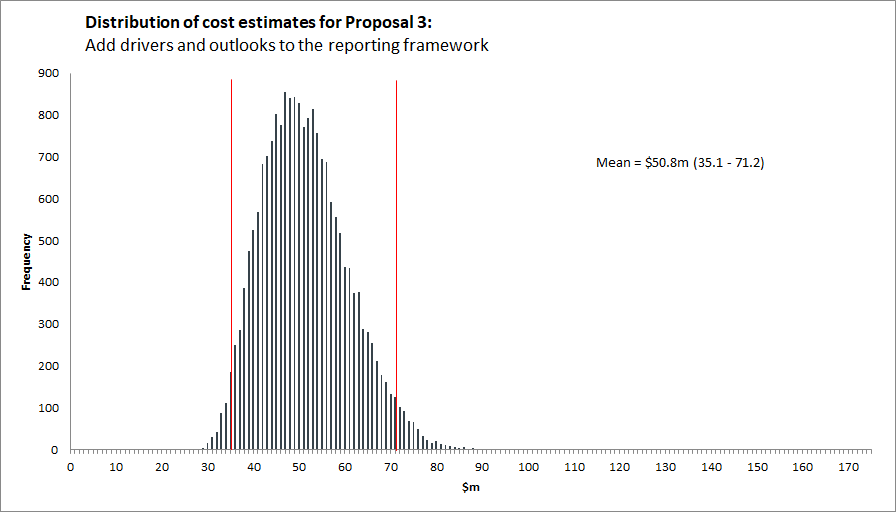 Distribution of cost estimates for Proposal 3:
Add drivers and outlooks to the reporting framework
900
800
700
600
500
400
300
200
100
0
Frequency
Mean = $50.8m (35.1 - 71.2)
0 10 20 30 40 50 60 70 80 90 100 110 120 130 140 150 160 170
$m